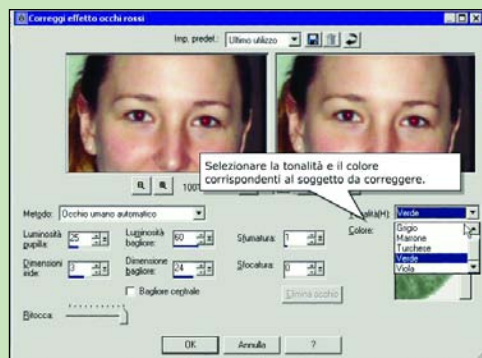 Correggi effetto occhi rossi
Imp. predef.: Ultimo utilizzo
100%
Selezionare la tonalità e il colore
corrispondenti al soggetto da correggere.
Metodo: Occhio umano automatico
Tonalità(H): Verde
Luminosità pupilla: 25
Luminosità bagliore: 60
Sfumatura: 1
Colore:
Grigio
Marrone
Turchese
Verde
Viola
Dimensioni iride: 3
Dimensione bagliore: 24
Sfocatura: 0
Bagliore centrale
Elimina occhio
Ritocca:
OK Annulla ?